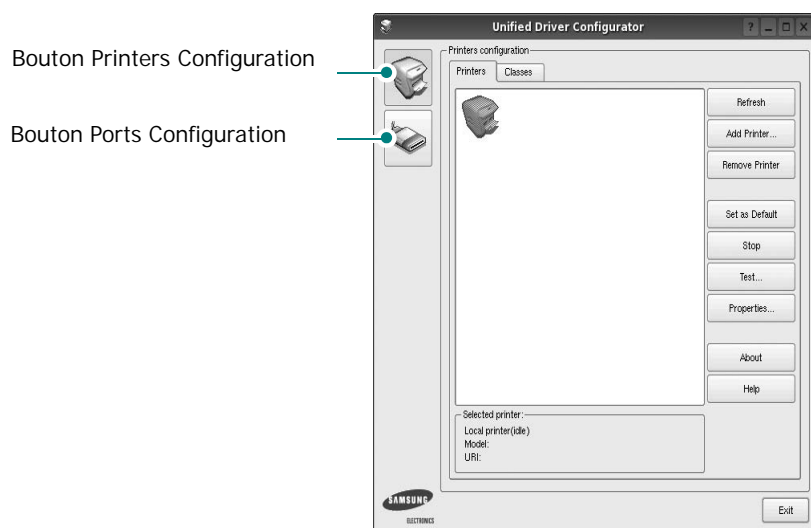 Unified Driver Configurator
Bouton Printers Configuration
Bouton Ports Configuration
Printers configuration
Printers
Classes
Refresh
Add Printer...
Remove Printer
Set as Default
Stop
Test...
Properties...
About
Help
Selected printer:
Local printer(idle)
Model:
URI:
SAMSUNG
ELECTRONICS
Exit